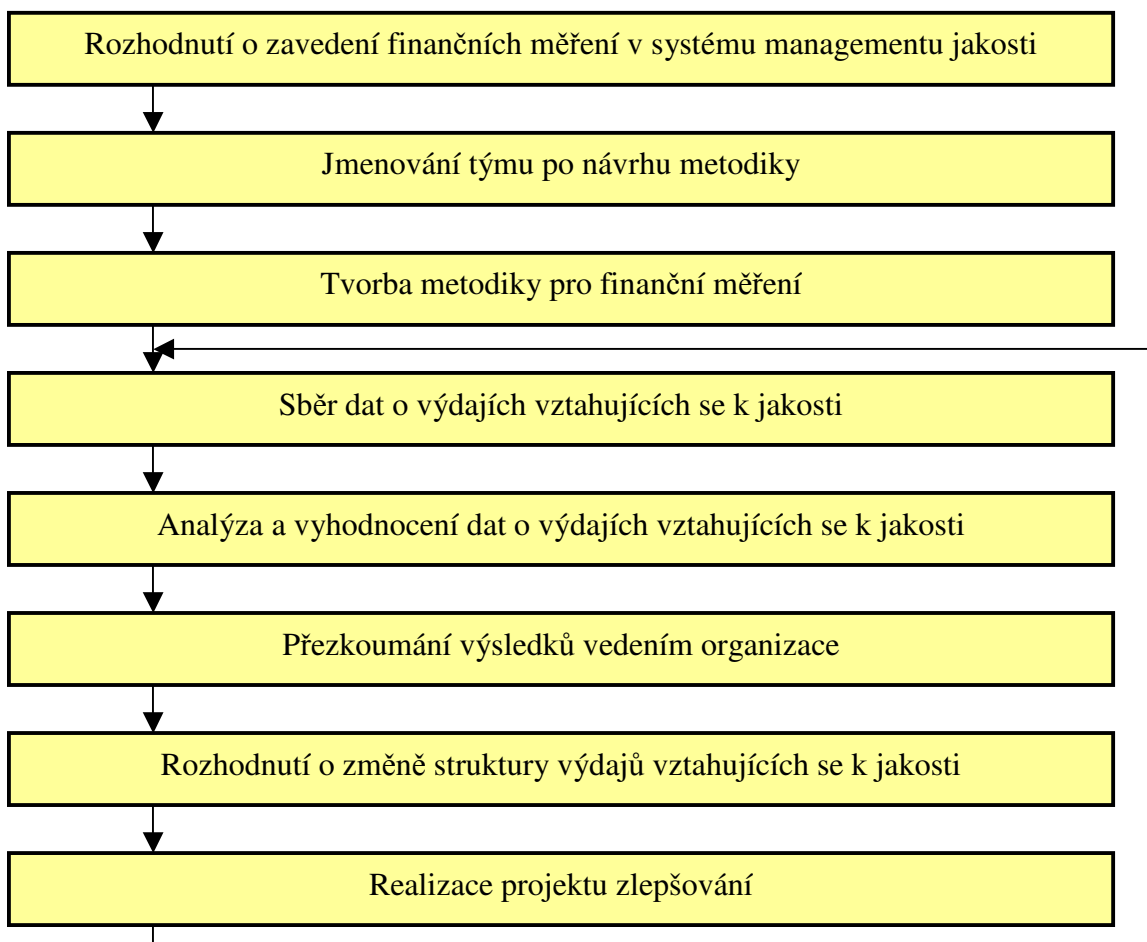 Rozhodnutí o zavedení finančních měření v systému managementu jakosti
Jmenování týmu po návrhu metodiky
Tvorba metodiky pro finanční měření
Sběr dat o výdajích vztahujících se k jakosti
Analýza a vyhodnocení dat o výdajích vztahujících se k jakosti
Přezkoumání výsledků vedením organizace
Rozhodnutí o změně struktury výdajů vztahujících se k jakosti
Realizace projektu zlepšování